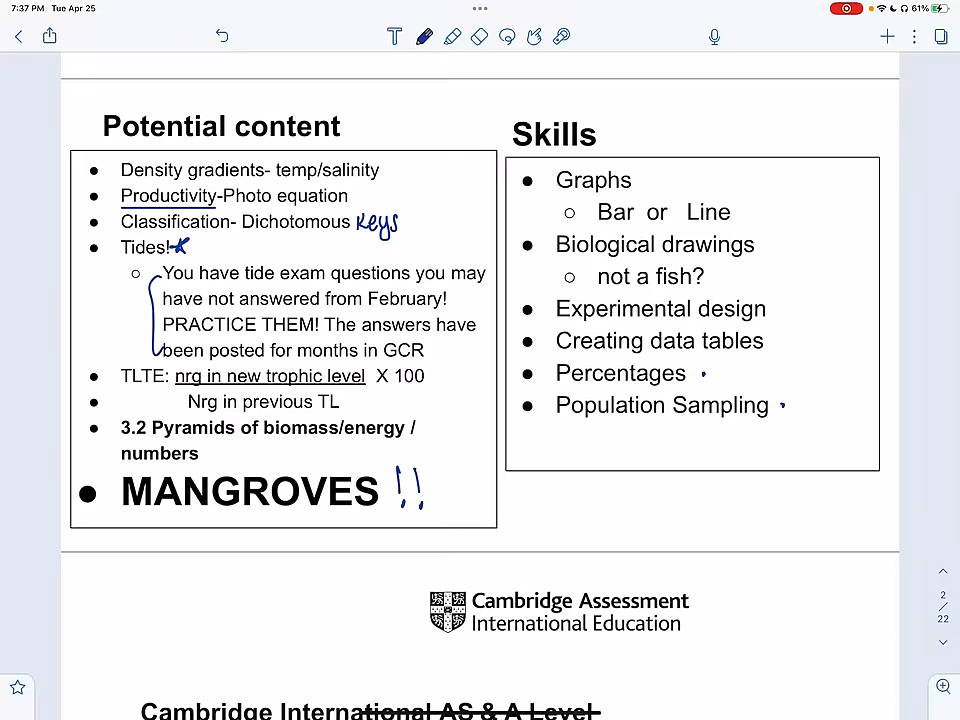 7:37 PM Tue Apr 25
61%
Potential content
● Density gradients- temp/salinity
● Productivity-Photo equation
● Classification- Dichotomous Keys
● Tides!
○ You have tide exam questions you may
have not answered from February!
PRACTICE THEM! The answers have
been posted for months in GCR
● TLTE: nrg in new trophic level X 100
● Nrg in previous TL
● 3.2 Pyramids of biomass/energy /
numbers
● MANGROVES !!
Skills
● Graphs
○ Bar or Line
● Biological drawings
○ not a fish?
● Experimental design
● Creating data tables
● Percentages
● Population Sampling
2
/
22
Cambridge Assessment
International Education
Cambridge International AS & A Level